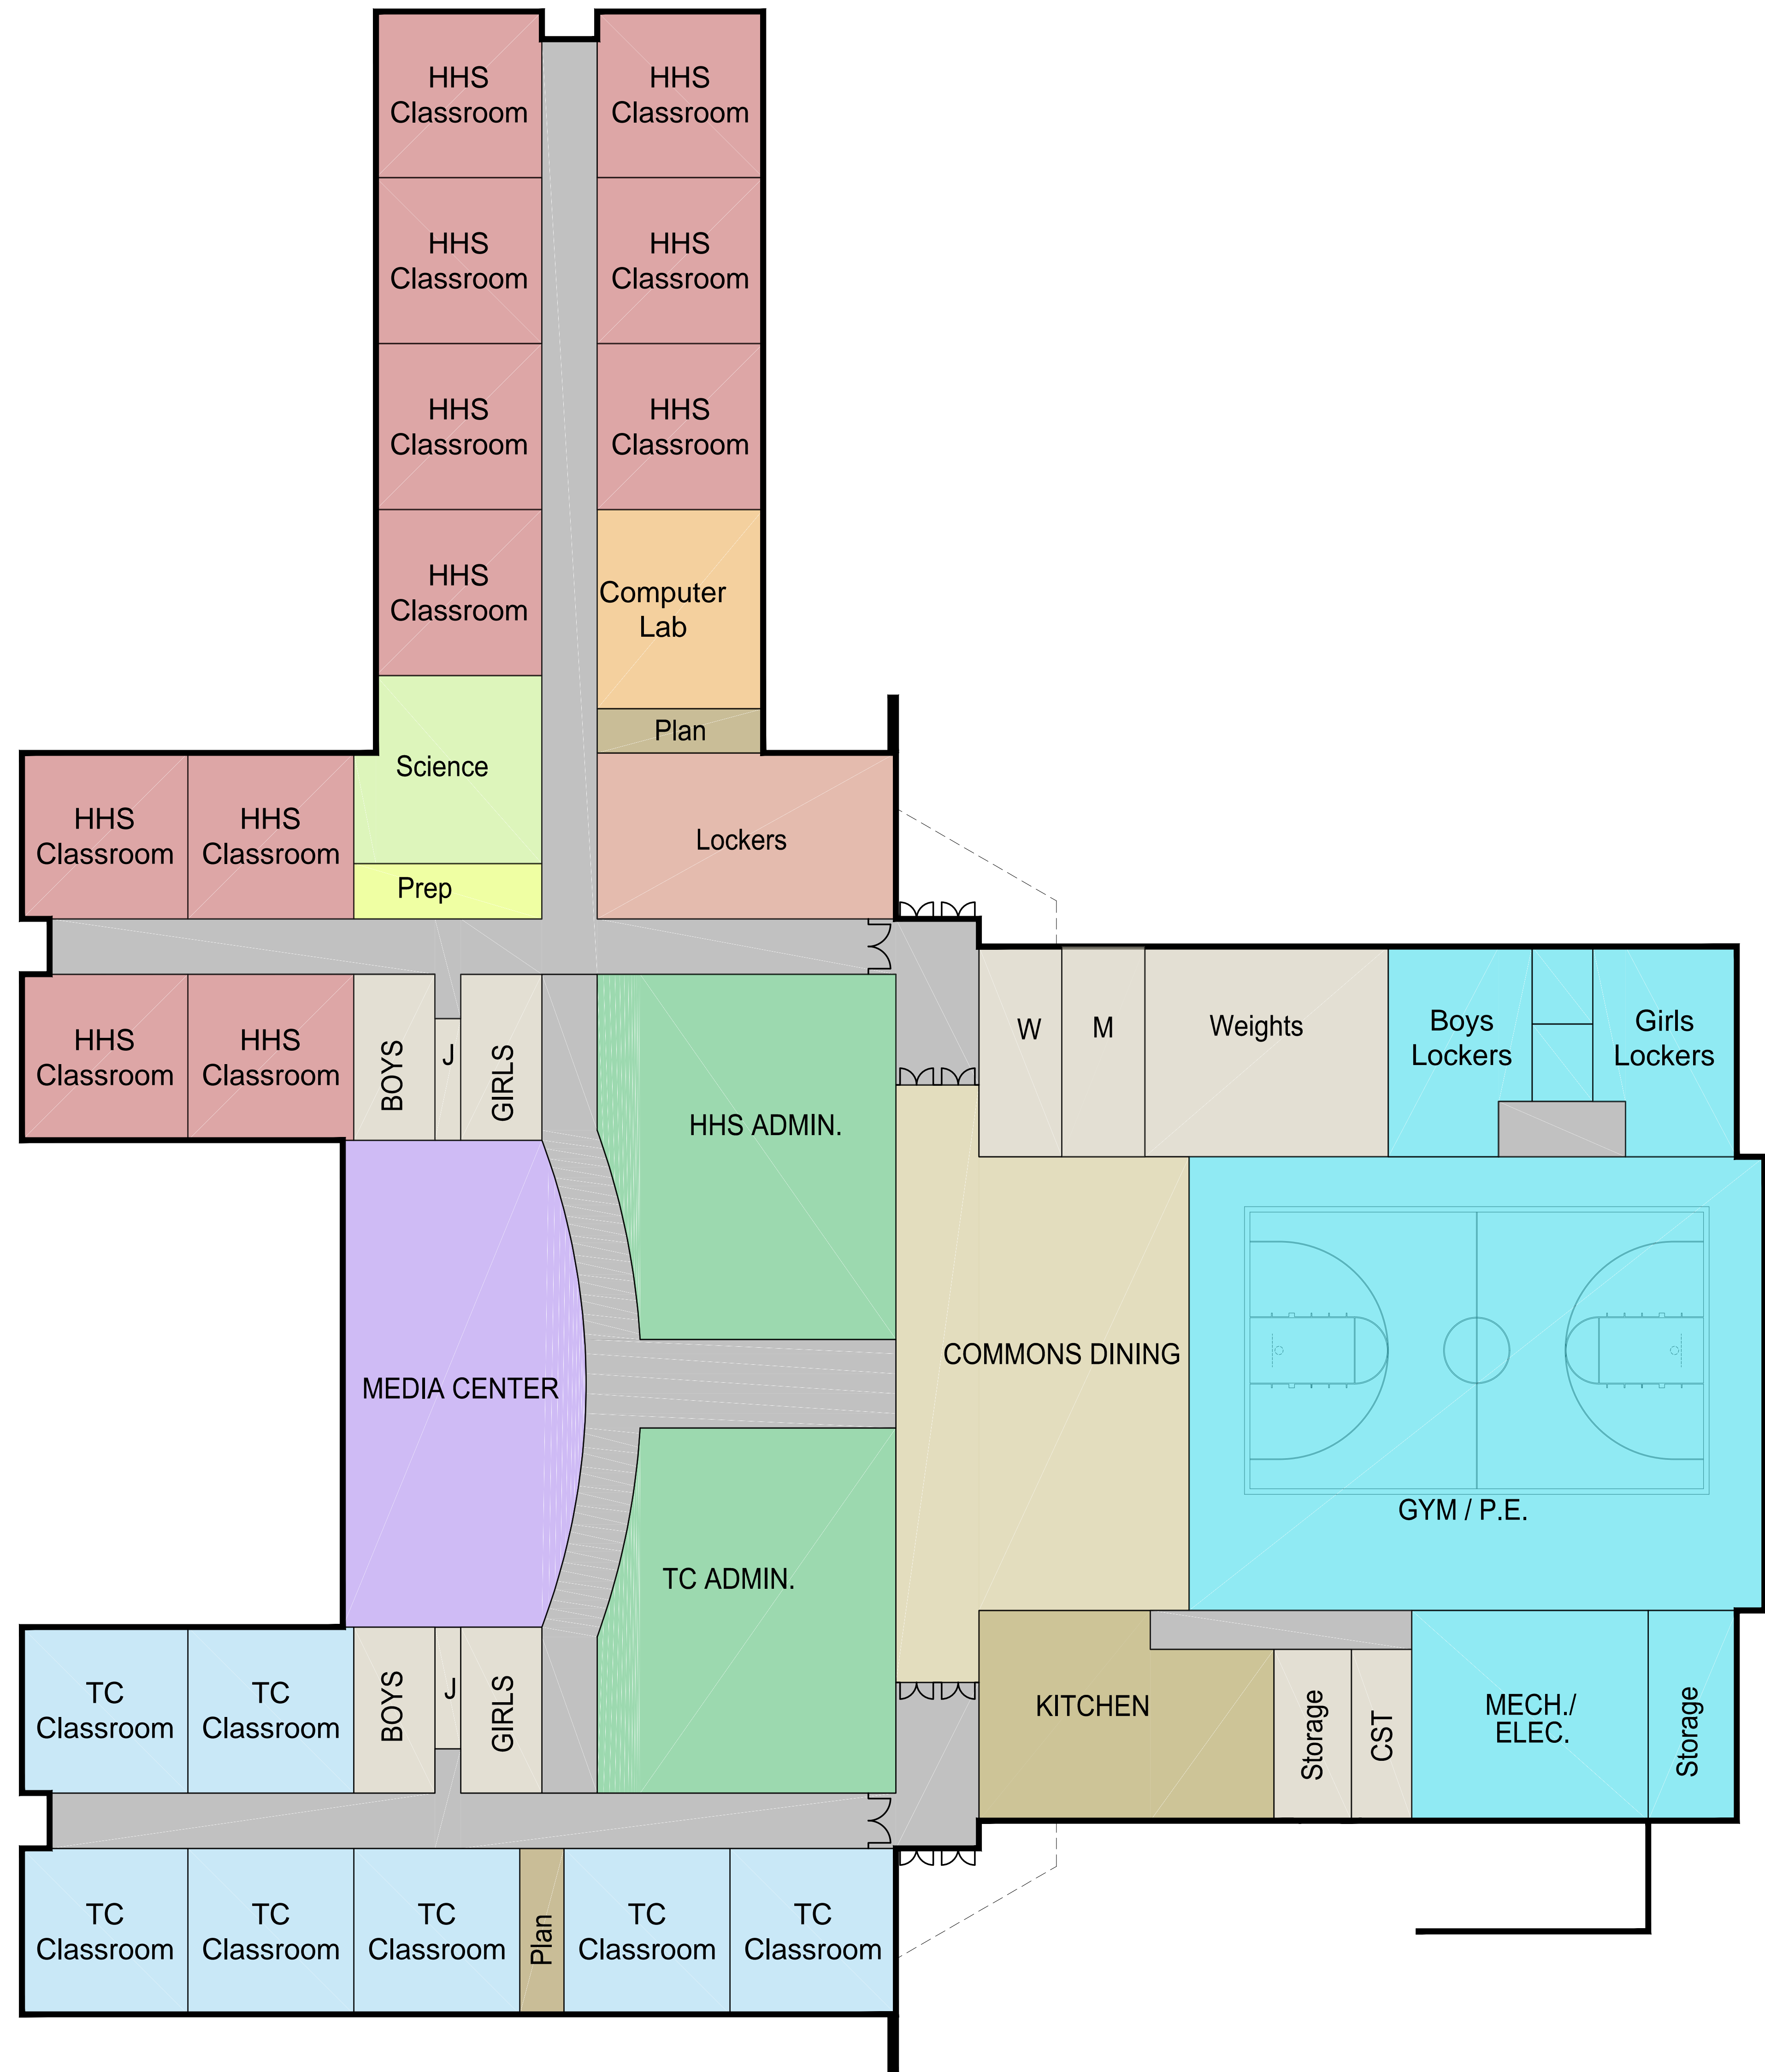 HHS
Classroom
HHS
Classroom
HHS
Classroom
HHS
Classroom
HHS
Classroom
HHS
Classroom
HHS
Classroom
Computer
Lab
Plan
Science
HHS
Classroom
HHS
Classroom
Lockers
Prep
HHS
Classroom
HHS
Classroom
BOYS
J
GIRLS
HHS ADMIN.
W
M
Weights
Boys
Lockers
Girls
Lockers
MEDIA CENTER
COMMONS DINING
GYM / P.E.
TC ADMIN.
TC
Classroom
TC
Classroom
BOYS
J
GIRLS
KITCHEN
Storage
CST
MECH./
ELEC.
Storage
TC
Classroom
TC
Classroom
TC
Classroom
Plan
TC
Classroom
TC
Classroom